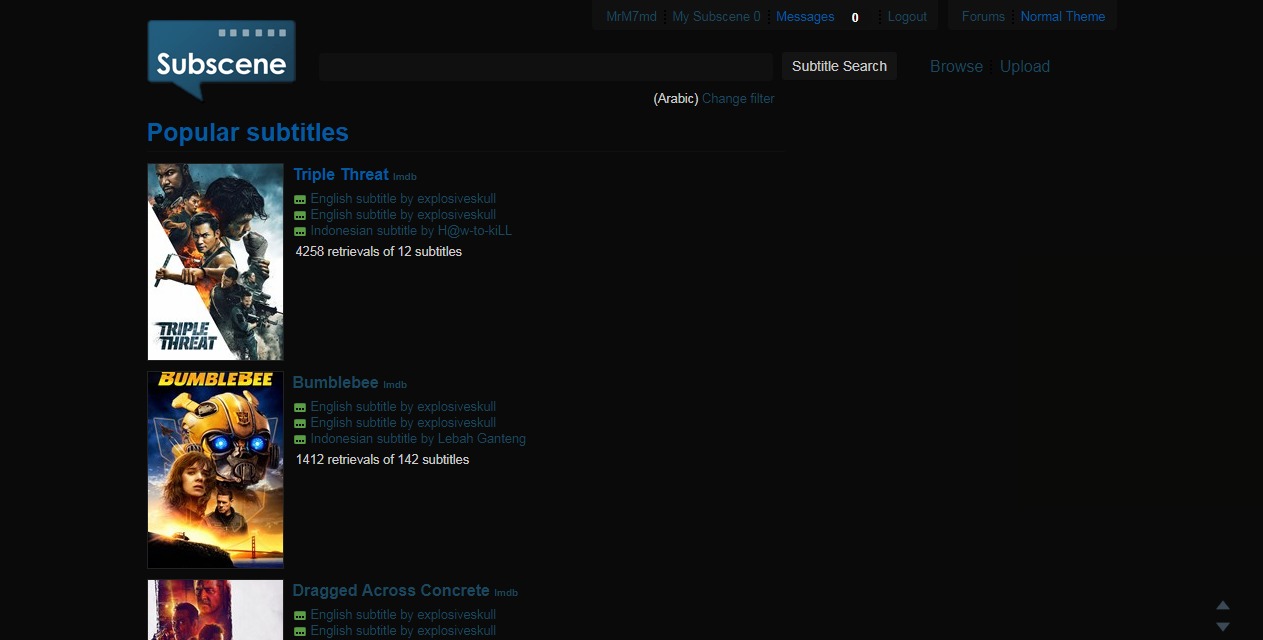 MrM7md My Subscene 0 Messages 0 Logout Forums Normal Theme
Subscene
Subtitle Search Browse Upload
(Arabic) Change filter
Popular subtitles
Triple Threat Imdb
English subtitle by explosiveskull
English subtitle by explosiveskull
Indonesian subtitle by H@w-to-kiLL
4258 retrievals of 12 subtitles
TRIPLE
THREAT
BUMBLEBEE
Bumblebee Imdb
English subtitle by explosiveskull
English subtitle by explosiveskull
Indonesian subtitle by Lebah Ganteng
1412 retrievals of 142 subtitles
Dragged Across Concrete Imdb
English subtitle by explosiveskull
English subtitle by explosiveskull